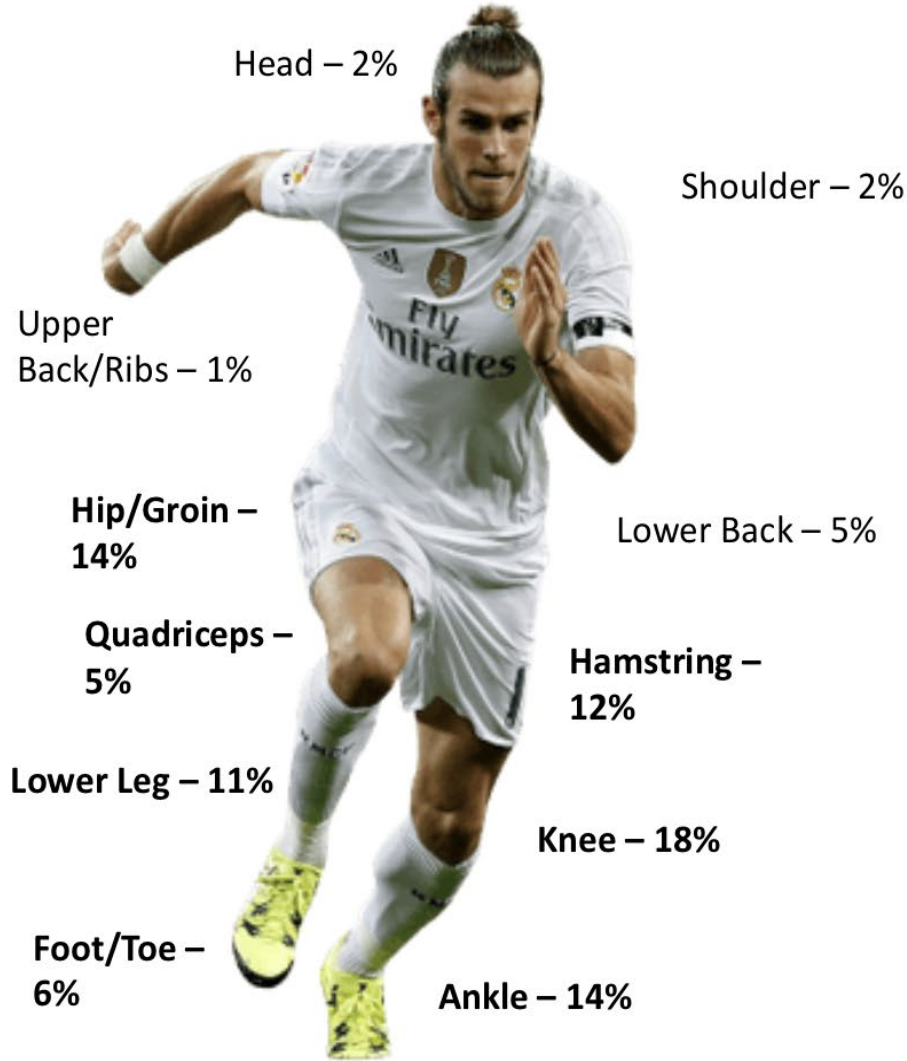 Head – 2%
Shoulder – 2%
Fly
Emirates
Upper
Back/Ribs – 1%
Hip/Groin –
14%
Lower Back – 5%
Quadriceps –
5%
Hamstring –
12%
Lower Leg – 11%
Knee – 18%
Foot/Toe –
6%
Ankle – 14%